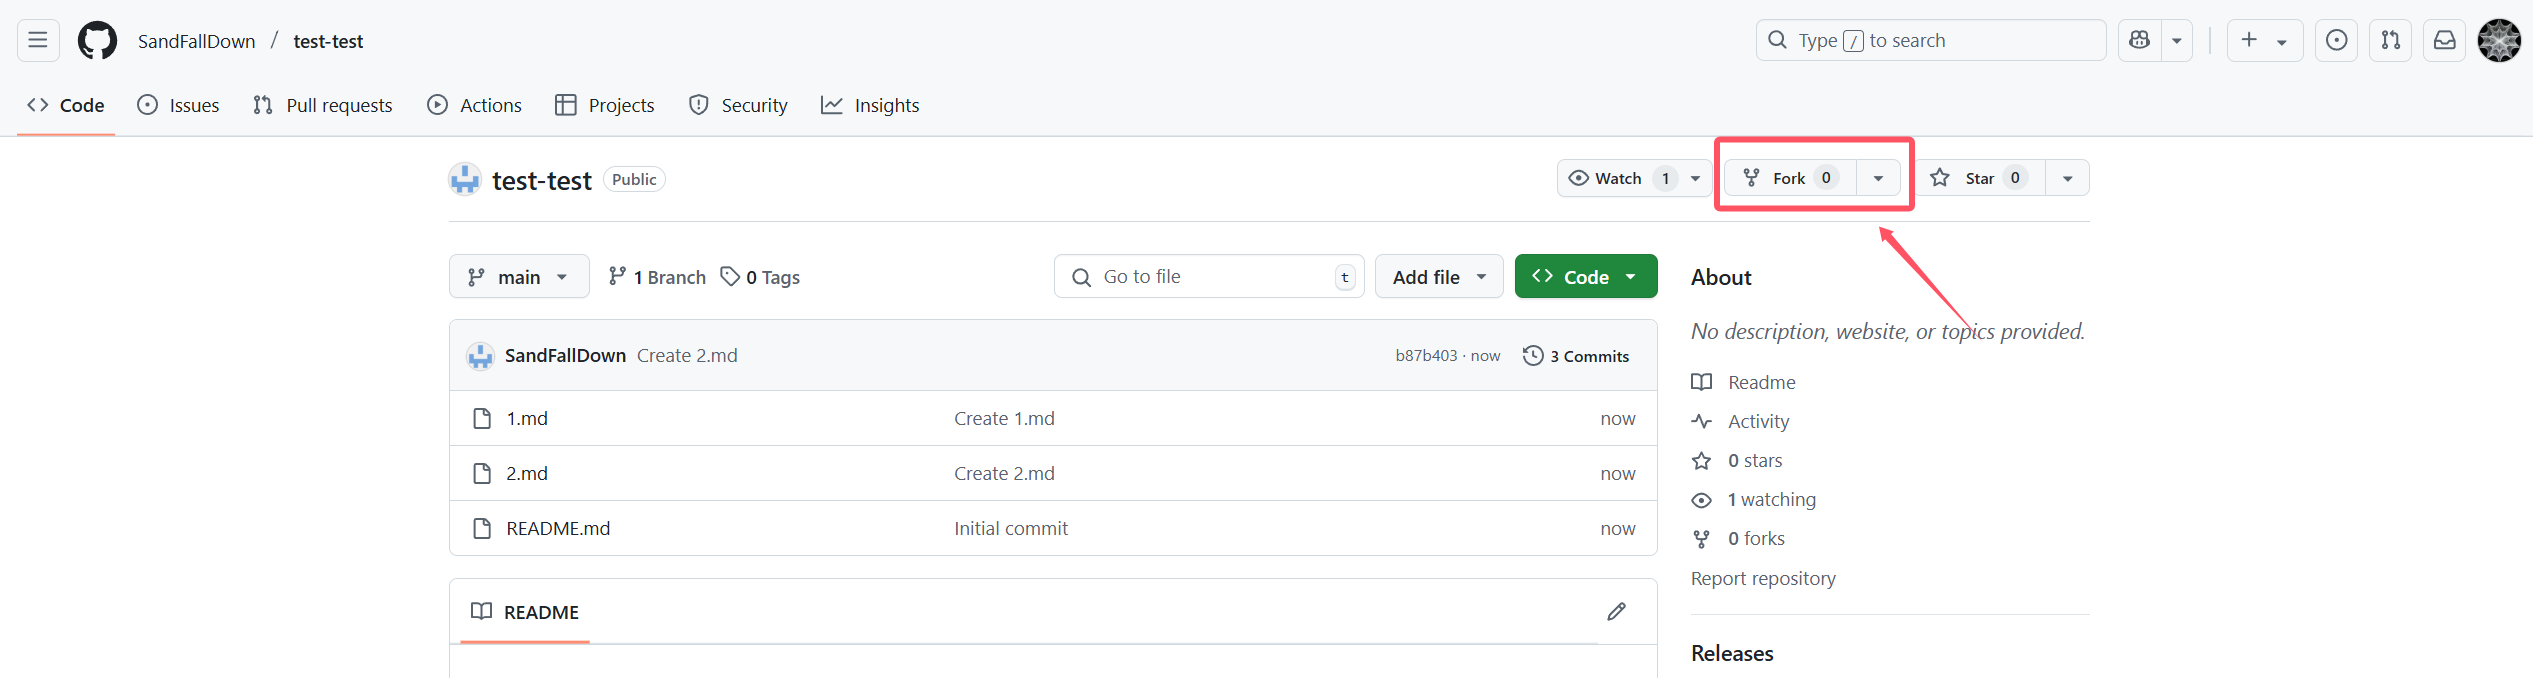 SandFallDown / test-test
Type / to search
Code Issues Pull requests Actions Projects Security Insights
test-test Public
Watch 1 Fork 0 Star 0
main 1 Branch 0 Tags Go to file t Add file Code
SandFallDown Create 2.md b87b403 · now 3 Commits
1.md Create 1.md now
2.md Create 2.md now
README.md Initial commit now
README
About
No description, website, or topics provided.
Readme
Activity
0 stars
1 watching
0 forks
Report repository
Releases